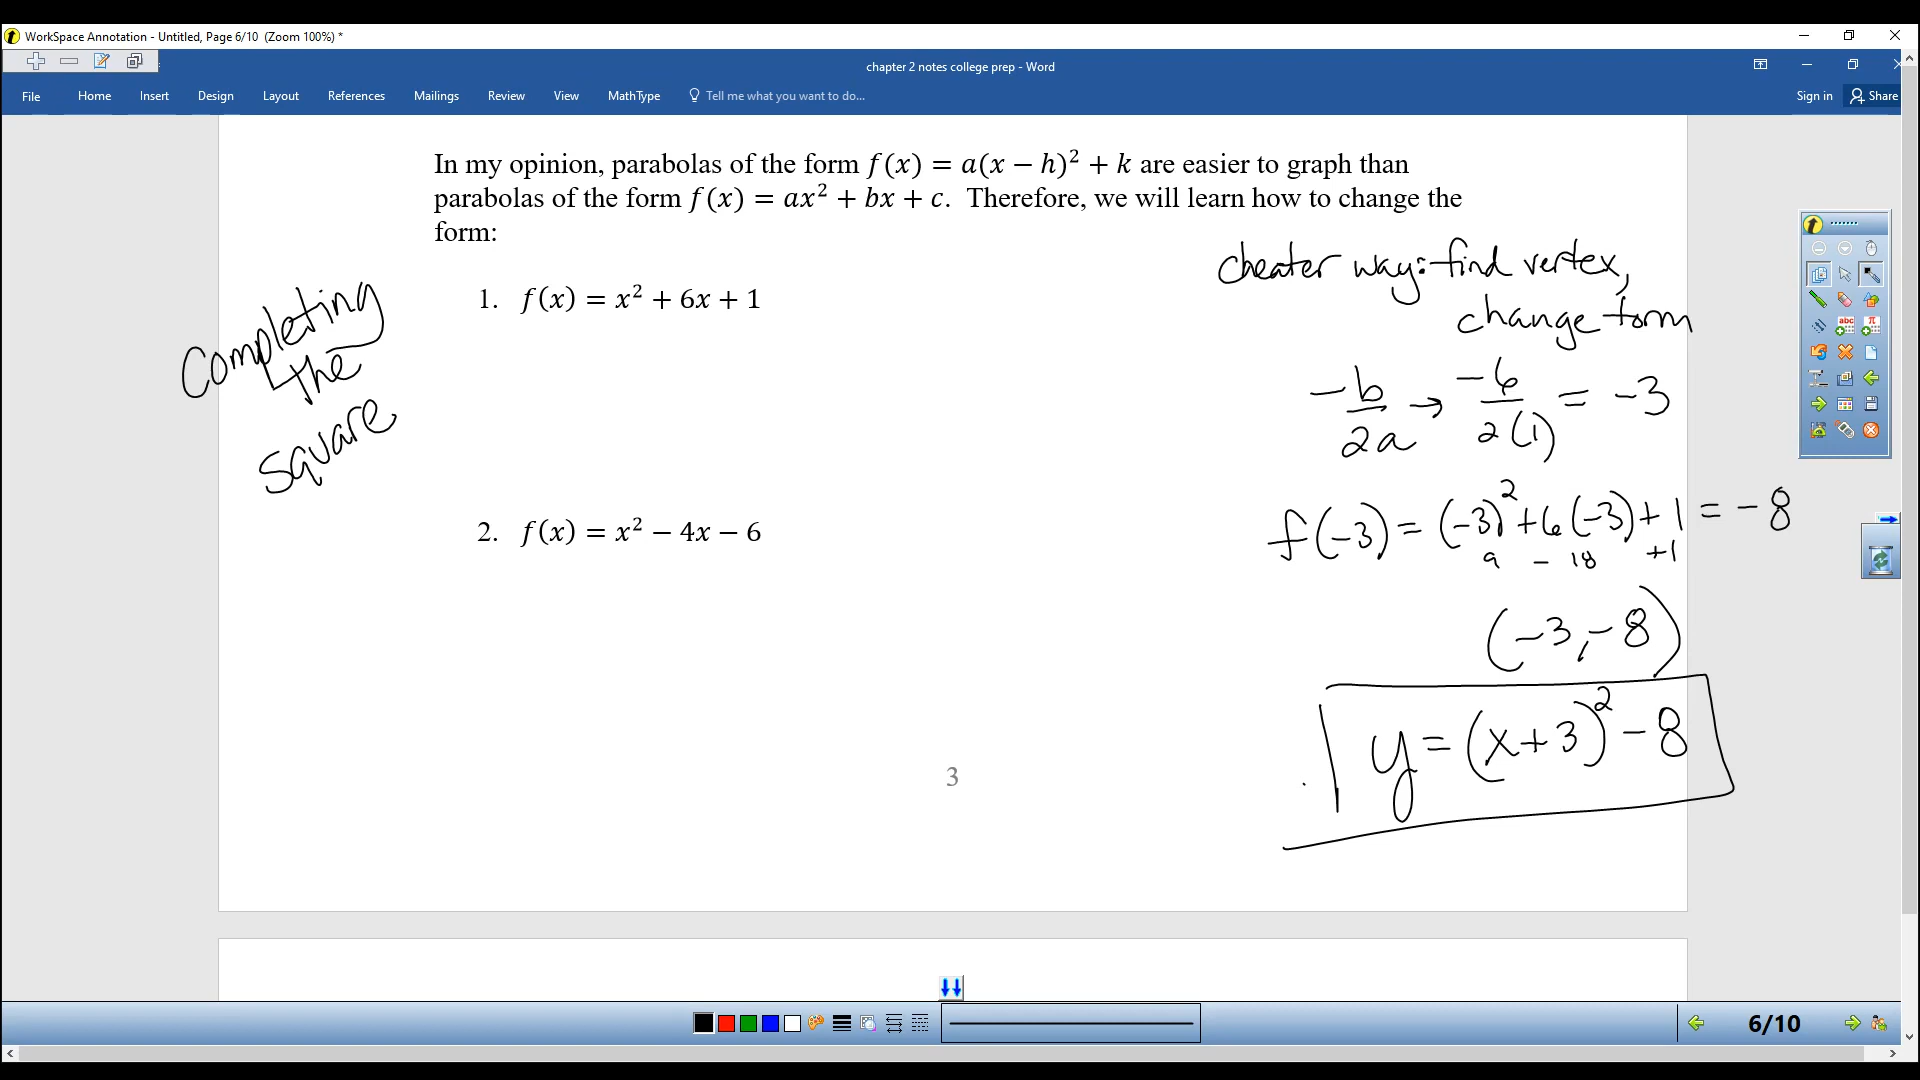 WorkSpace Annotation - Untitled, Page 6/10 (Zoom 100%) *
chapter 2 notes college prep - Word
File Home Insert Design Layout References Mailings Review View MathType Tell me what you want to do... Sign in Share
In my opinion, parabolas of the form f(x) = a(x − h)² + k are easier to graph than
parabolas of the form f(x) = ax² + bx + c. Therefore, we will learn how to change the
form:
Completing
the
square
1. f(x) = x² + 6x + 1
2. f(x) = x² − 4x − 6
cheater way: find vertex,
change form
-b/2a → -6/2(1) = -3
f(-3) = (-3)² + 6(-3) + 1 = -8
9 - 18 +1
(-3, -8)
y = (x+3)² - 8
3
abc
π
6/10